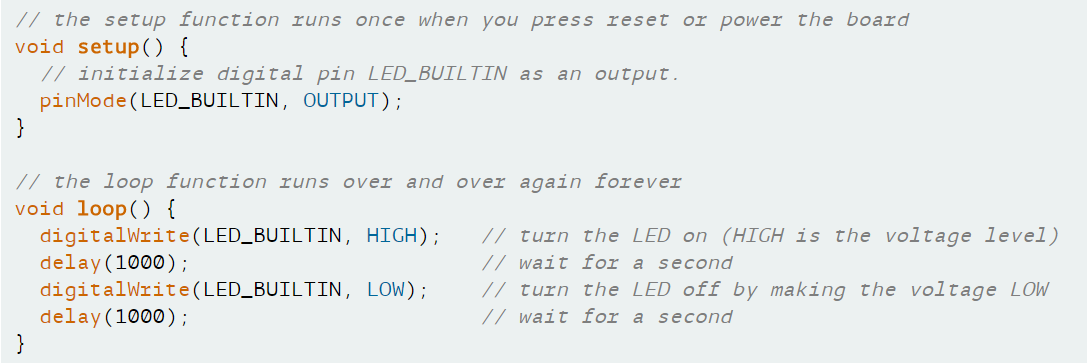 // the setup function runs once when you press reset or power the board
void setup() {
  // initialize digital pin LED_BUILTIN as an output.
  pinMode(LED_BUILTIN, OUTPUT);
}

// the loop function runs over and over again forever
void loop() {
  digitalWrite(LED_BUILTIN, HIGH);   // turn the LED on (HIGH is the voltage level)
  delay(1000);                       // wait for a second
  digitalWrite(LED_BUILTIN, LOW);    // turn the LED off by making the voltage LOW
  delay(1000);                       // wait for a second
}